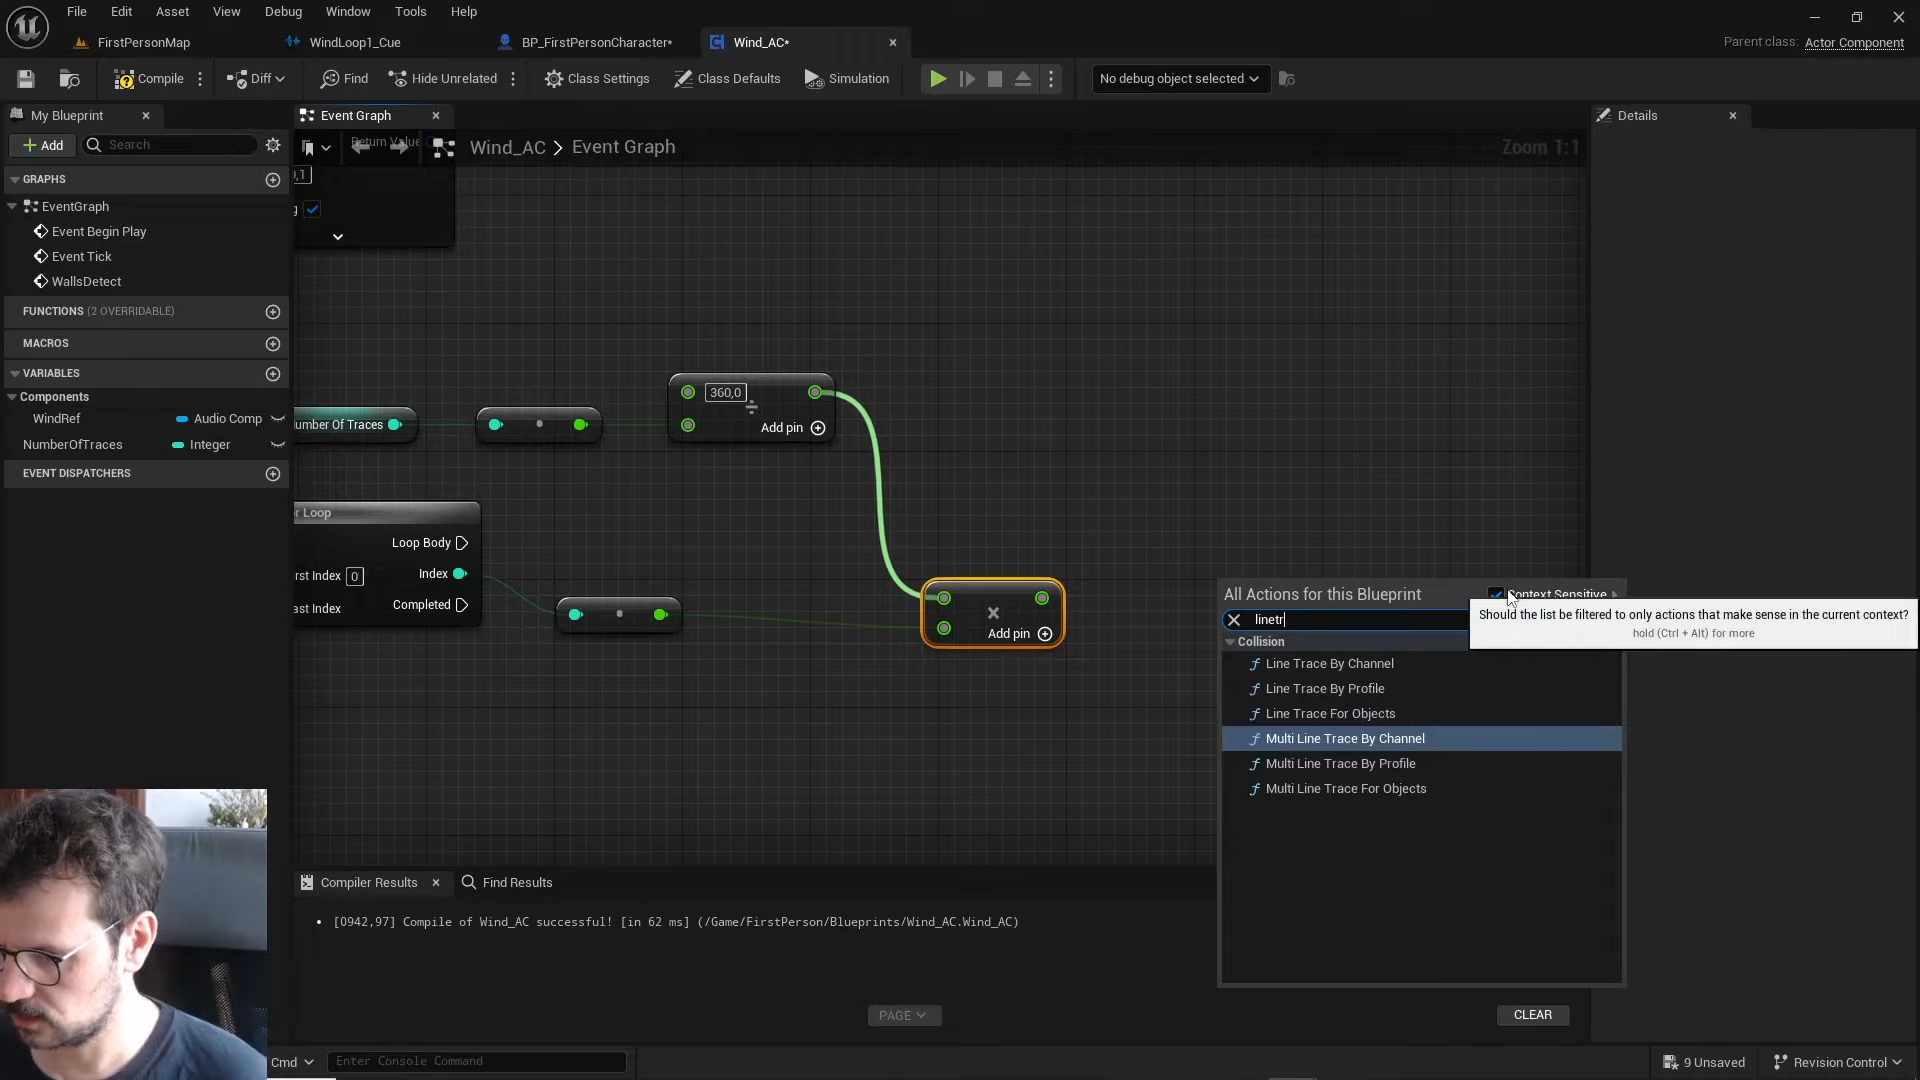 File Edit Asset View Debug Window Tools Help
FirstPersonMap WindLoop1_Cue BP_FirstPersonCharacter* Wind_AC*
Parent class: Actor Component
Compile Diff Find Hide Unrelated Class Settings Class Defaults Simulation No debug object selected
My Blueprint
Event Graph
Details
Add Search
Return Value
Wind_AC > Event Graph
Zoom 1:1
GRAPHS
EventGraph
Event Begin Play
Event Tick
WallsDetect
FUNCTIONS (2 OVERRIDABLE)
MACROS
VARIABLES
Components
WindRef Audio Comp
NumberOfTraces Integer
EVENT DISPATCHERS
,1
g
umber Of Traces
360,0
÷
Add pin
r Loop
Loop Body
rst Index 0 Index
ast Index Completed
×
Add pin
All Actions for this Blueprint Context Sensitive
linetr
Should the list be filtered to only actions that make sense in the current context?
hold (Ctrl + Alt) for more
Collision
f Line Trace By Channel
f Line Trace By Profile
f Line Trace For Objects
f Multi Line Trace By Channel
f Multi Line Trace By Profile
f Multi Line Trace For Objects
Compiler Results Find Results
• [0942,97] Compile of Wind_AC successful! [in 62 ms] (/Game/FirstPerson/Blueprints/Wind_AC.Wind_AC)
PAGE
CLEAR
Cmd Enter Console Command
9 Unsaved Revision Control